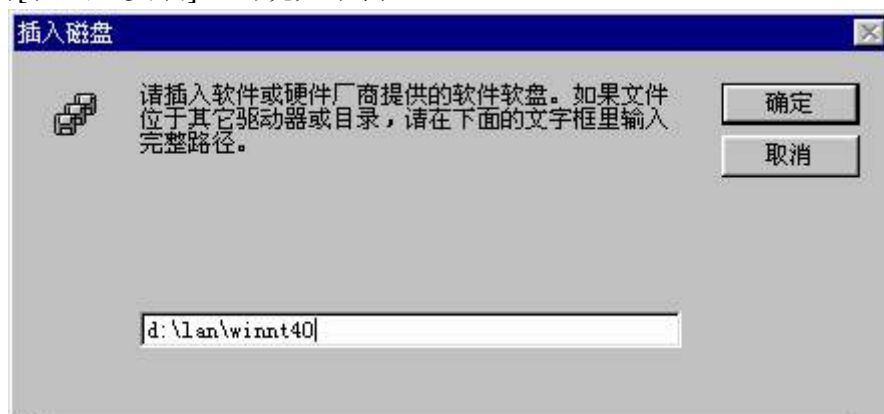 插入磁盘
请插入软件或硬件厂商提供的软件软盘。如果文件
位于其它驱动器或目录，请在下面的文字框里输入
完整路径。
确定
取消
d:\lan\winnt40